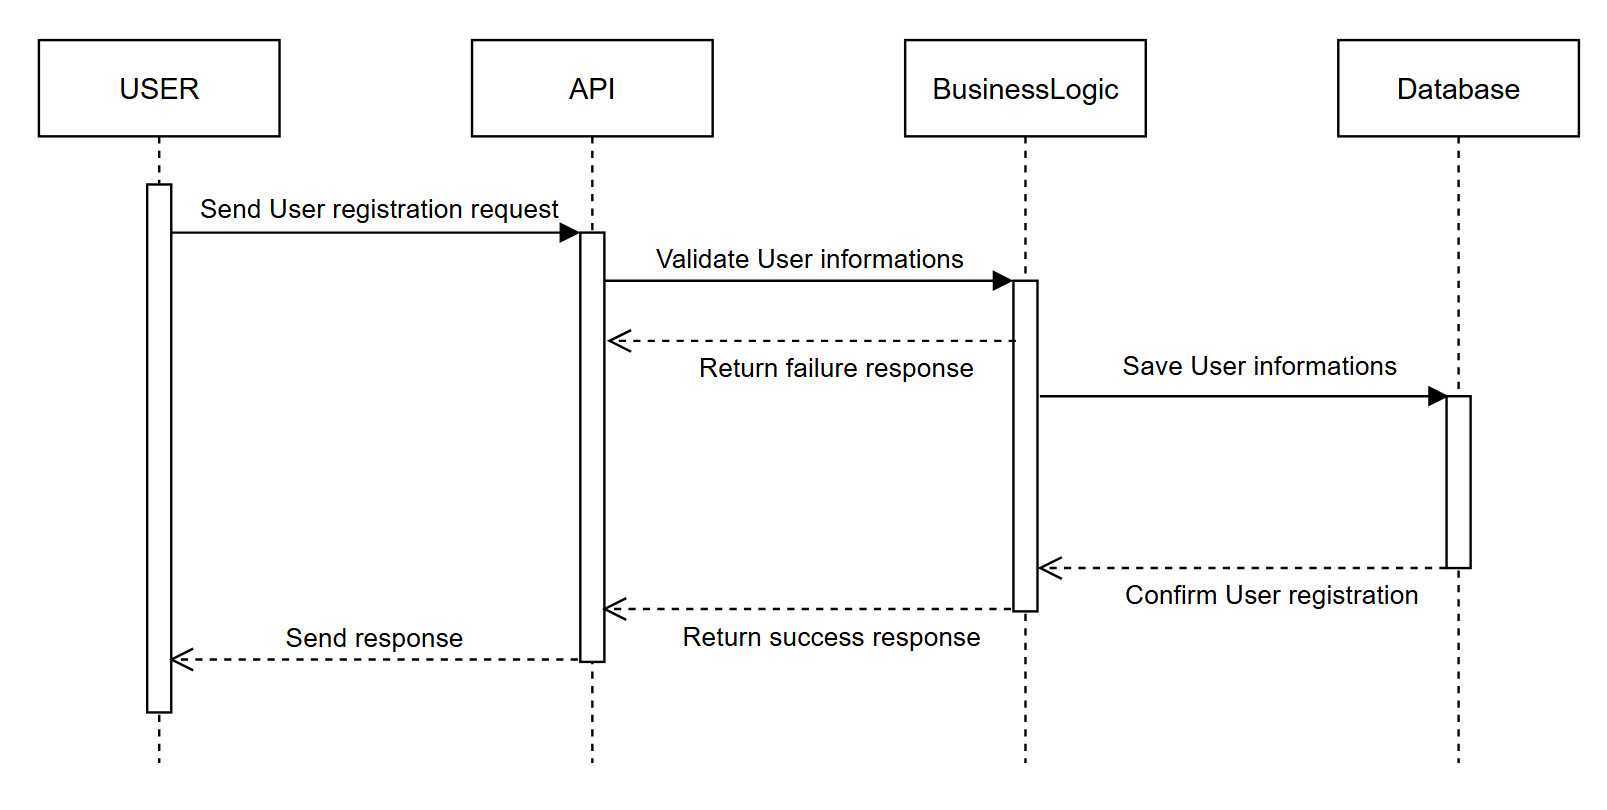 USER
API
BusinessLogic
Database
Send User registration request
Validate User informations
Return failure response
Save User informations
Confirm User registration
Return success response
Send response